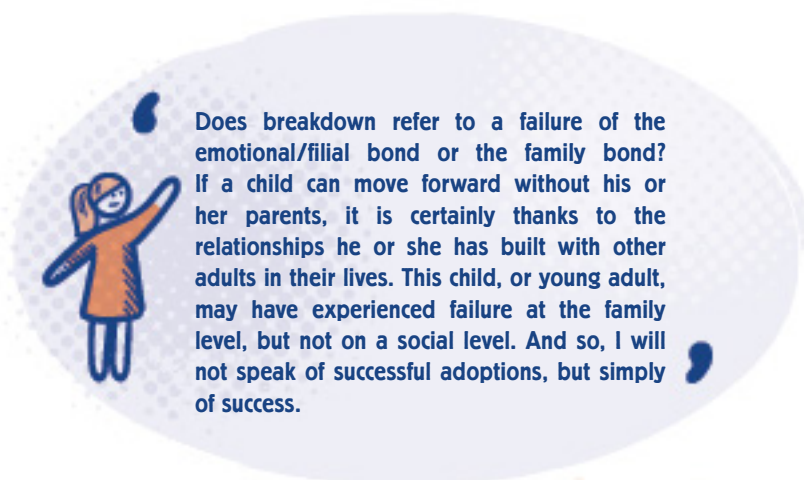 ‘
Does breakdown refer to a failure of the
emotional/filial bond or the family bond?
If a child can move forward without his or
her parents, it is certainly thanks to the
relationships he or she has built with other
adults in their lives. This child, or young adult,
may have experienced failure at the family
level, but not on a social level. And so, I will
not speak of successful adoptions, but simply
of success.
’